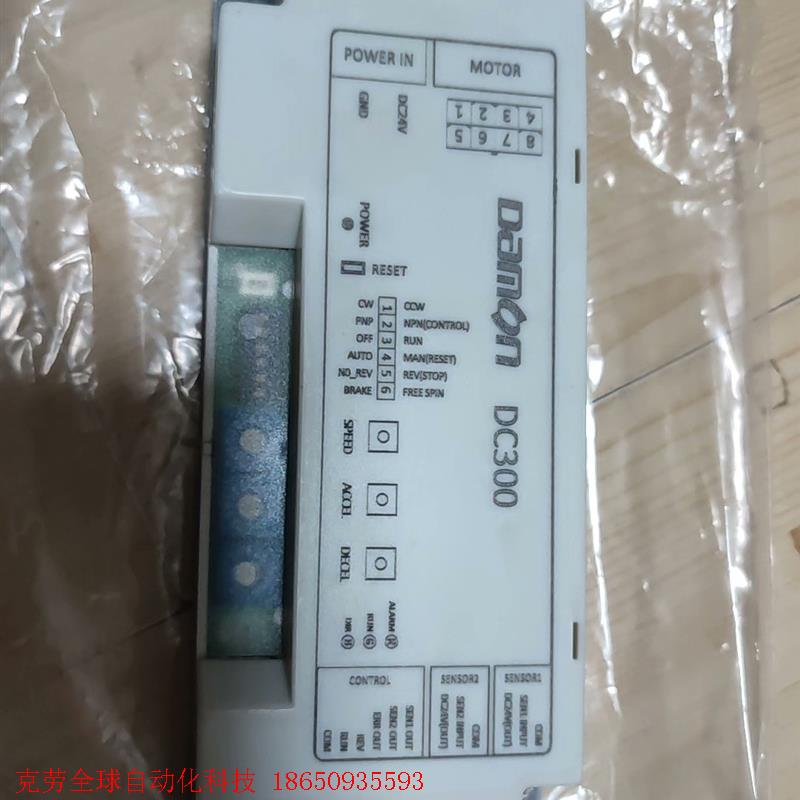 POWER IN
MOTOR
DC24V
GND
4 3 2 1
8 7 6 5
POWER
RESET
Damon DC300
CW 1 CCW
PNP 2 NPN(CONTROL)
OFF 3 RUN
AUTO 4 MAN(RESET)
NO_REV 5 REV(STOP)
BRAKE 6 FREE SPIN
SPEED
ACCEL
DECEL
ALARM R
RUN G
DIR
CONTROL
SEN1 OUT
SEN2 OUT
ERR OUT
REV
RUN
COM
SENSOR2
COM
SEN2 INPUT
DC24V(OUT)
SENSOR1
COM
SEN1 INPUT
DC24V(OUT)
克劳全球自动化科技 18650935593